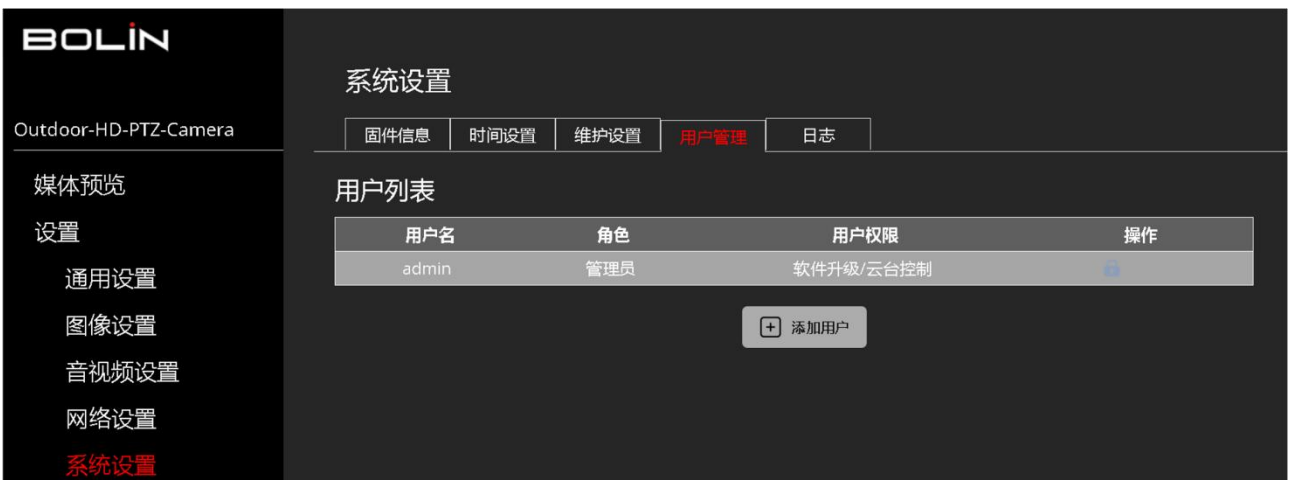 BOLIN
Outdoor-HD-PTZ-Camera
媒体预览
设置
通用设置
图像设置
音视频设置
网络设置
系统设置
系统设置
固件信息 时间设置 维护设置 用户管理 日志
用户列表
用户名 角色 用户权限 操作
admin 管理员 软件升级/云台控制
添加用户